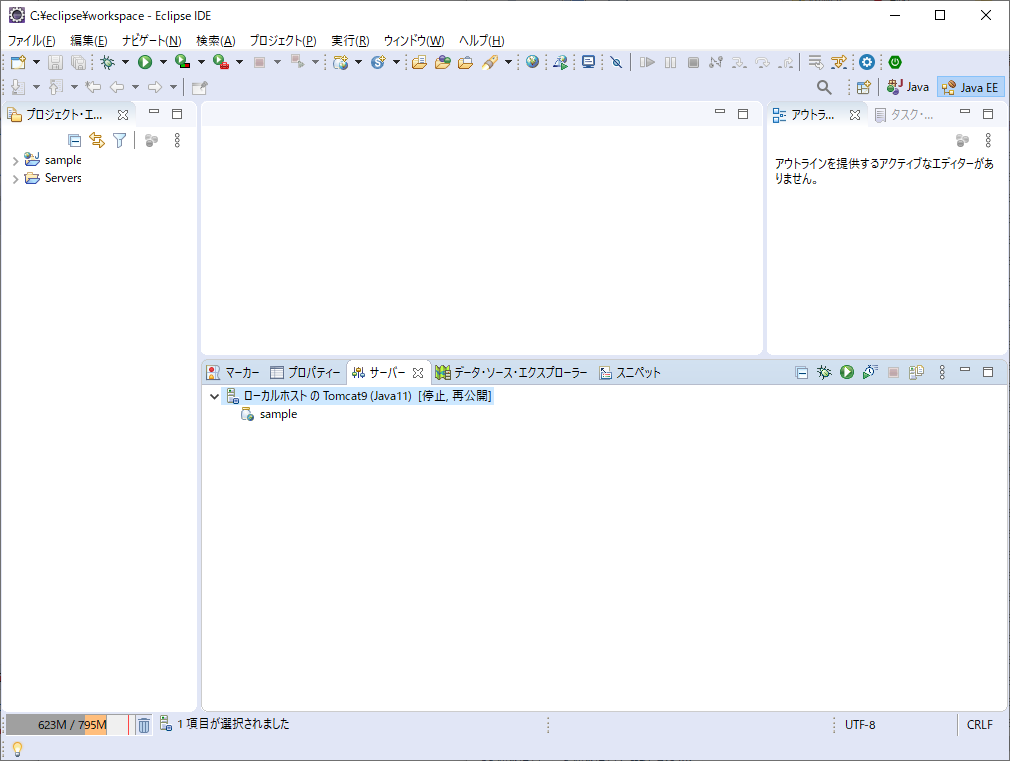 C:¥eclipse¥workspace - Eclipse IDE
ファイル(F) 編集(E) ナビゲート(N) 検索(A) プロジェクト(P) 実行(R) ウィンドウ(W) ヘルプ(H)
Java Java EE
プロジェクト・エ...
sample
Servers
アウトラ... タスク・...
アウトラインを提供するアクティブなエディターがあ
りません。
マーカー プロパティー サーバー データ・ソース・エクスプローラー スニペット
ローカルホスト の Tomcat9 (Java11) [停止, 再公開]
sample
623M / 795M 1 項目が選択されました UTF-8 CRLF